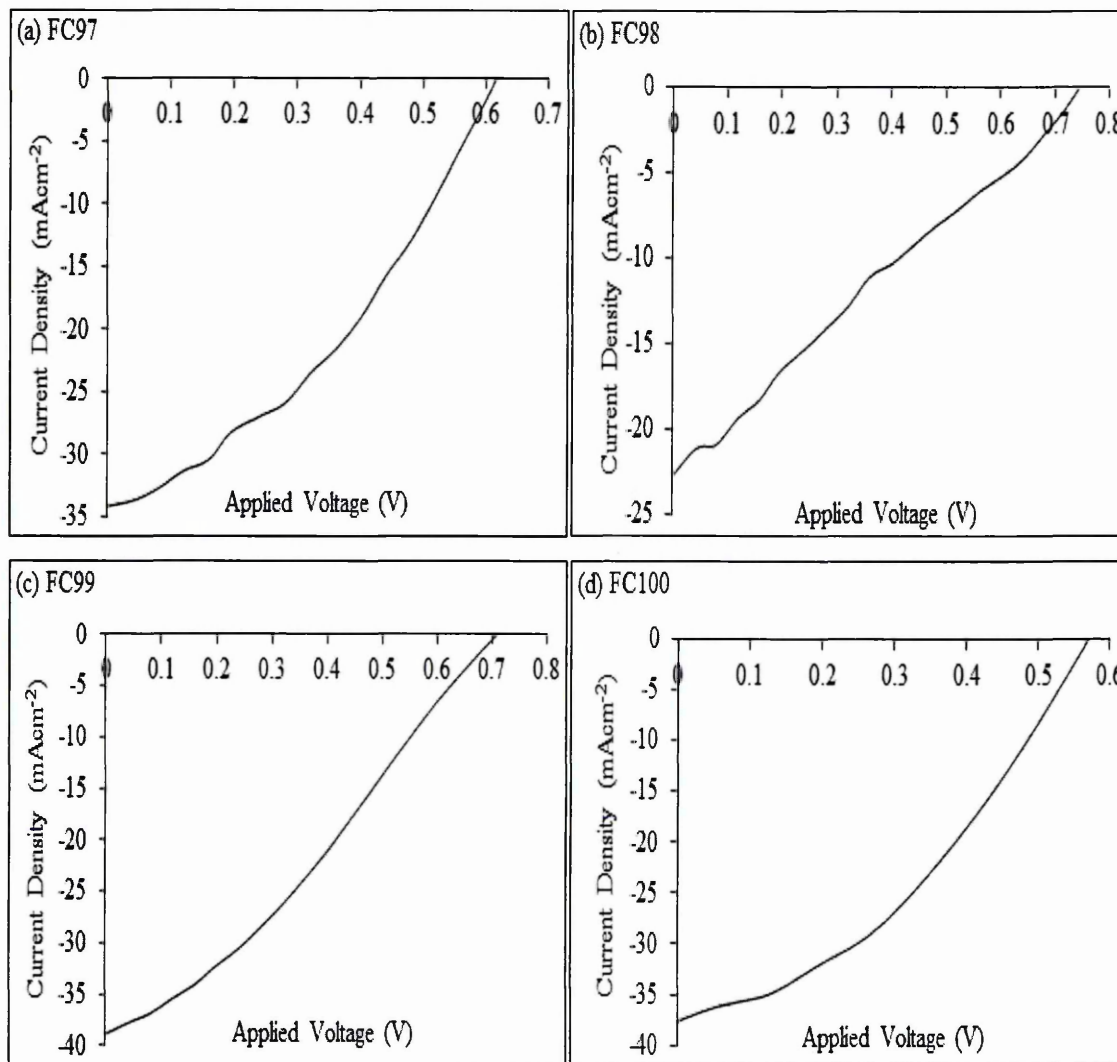 (a) FC97
0
0 0.1 0.2 0.3 0.4 0.5 0.6 0.7
-5
-10
-15
-20
-25
-30
-35
Current Density (mAcm⁻²)
Applied Voltage (V)
(b) FC98
0
0 0.1 0.2 0.3 0.4 0.5 0.6 0.7 0.8
-5
-10
-15
-20
-25
Current Density (mAcm⁻²)
Applied Voltage (V)
(c) FC99
0
0 0.1 0.2 0.3 0.4 0.5 0.6 0.7 0.8
-5
-10
-15
-20
-25
-30
-35
-40
Current Density (mAcm⁻²)
Applied Voltage (V)
(d) FC100
0
0 0.1 0.2 0.3 0.4 0.5 0.6
-5
-10
-15
-20
-25
-30
-35
-40
Current Density (mAcm⁻²)
Applied Voltage (V)